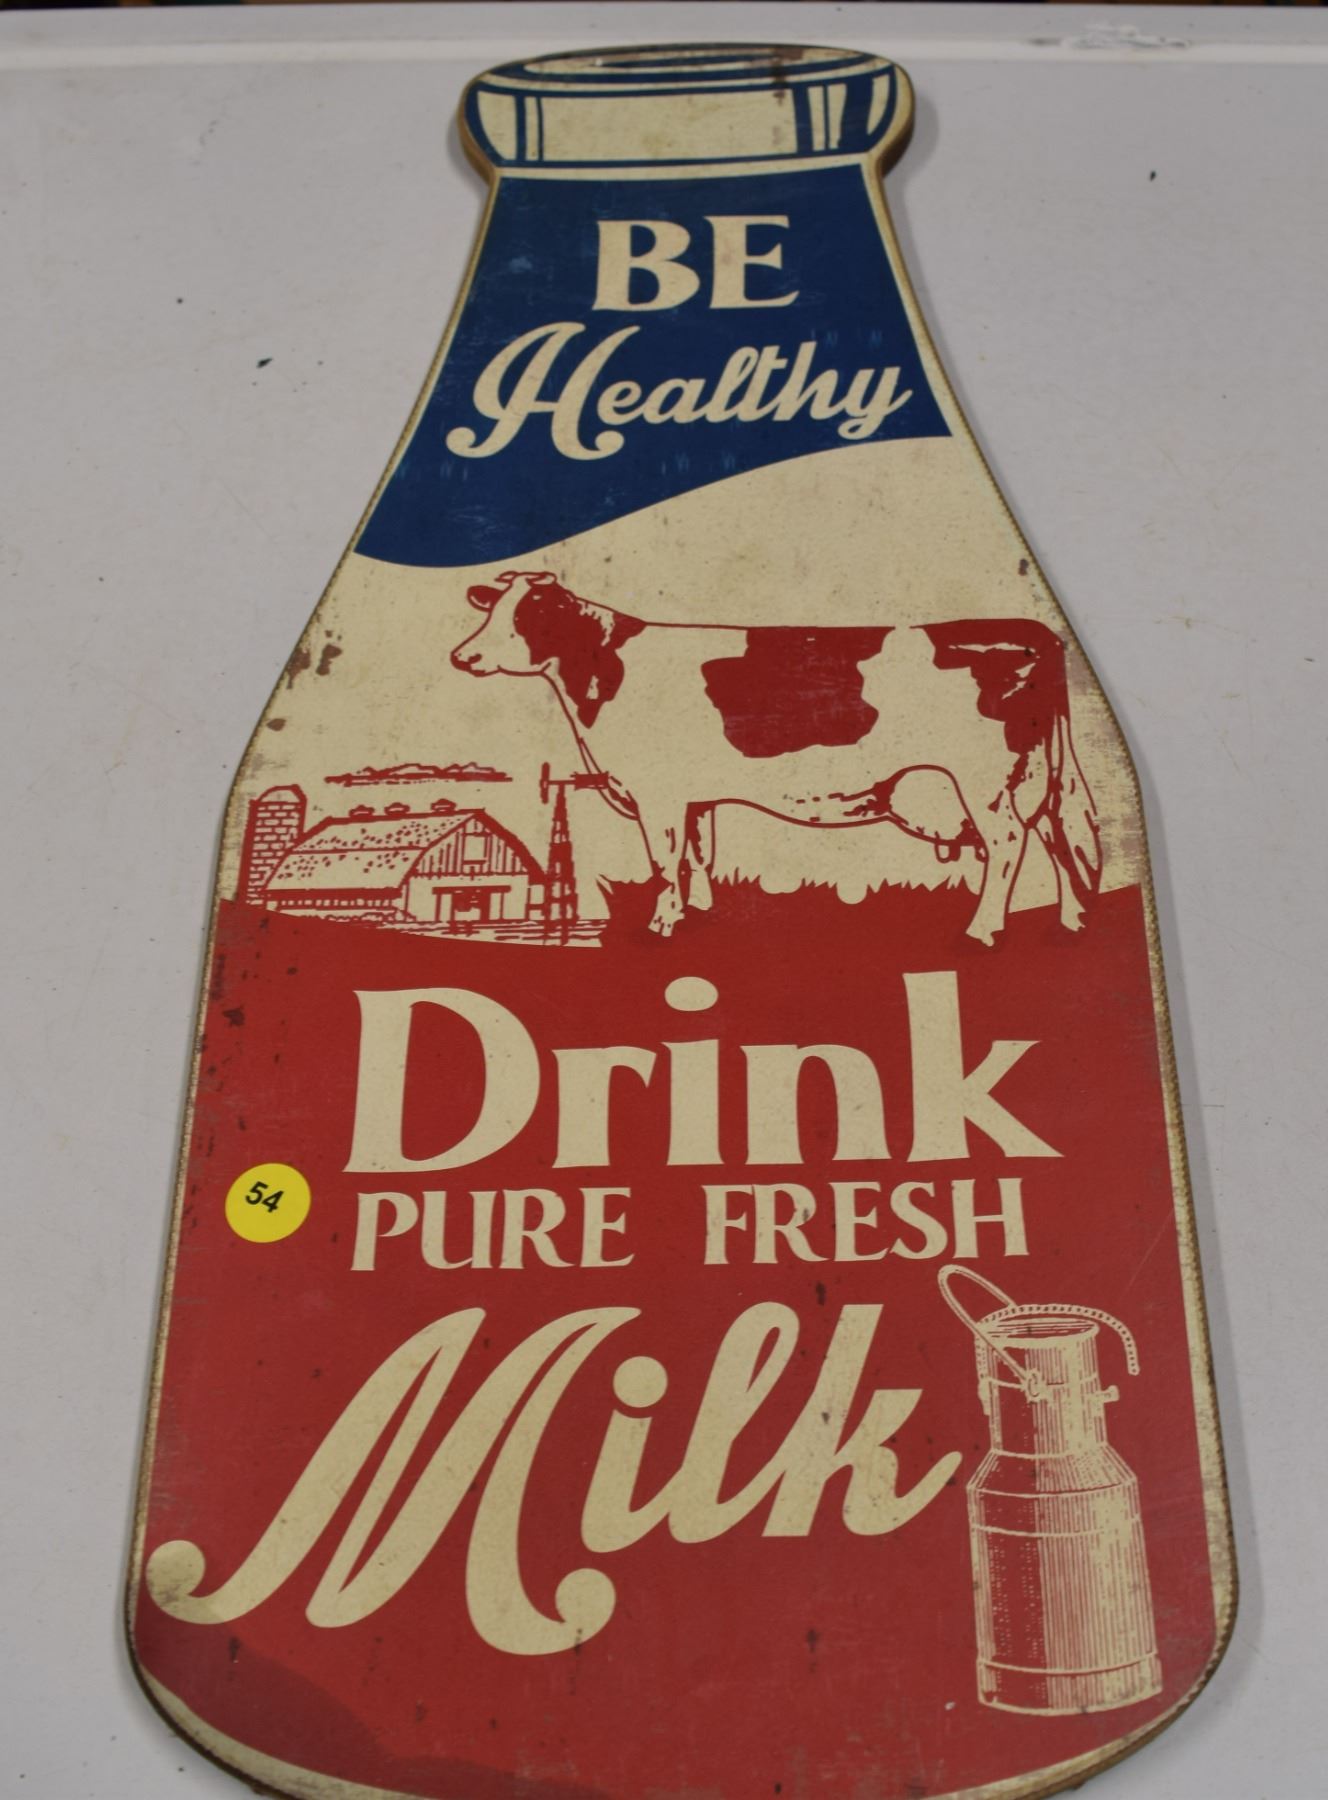 BE
Healthy
Drink
PURE FRESH
54
Milk